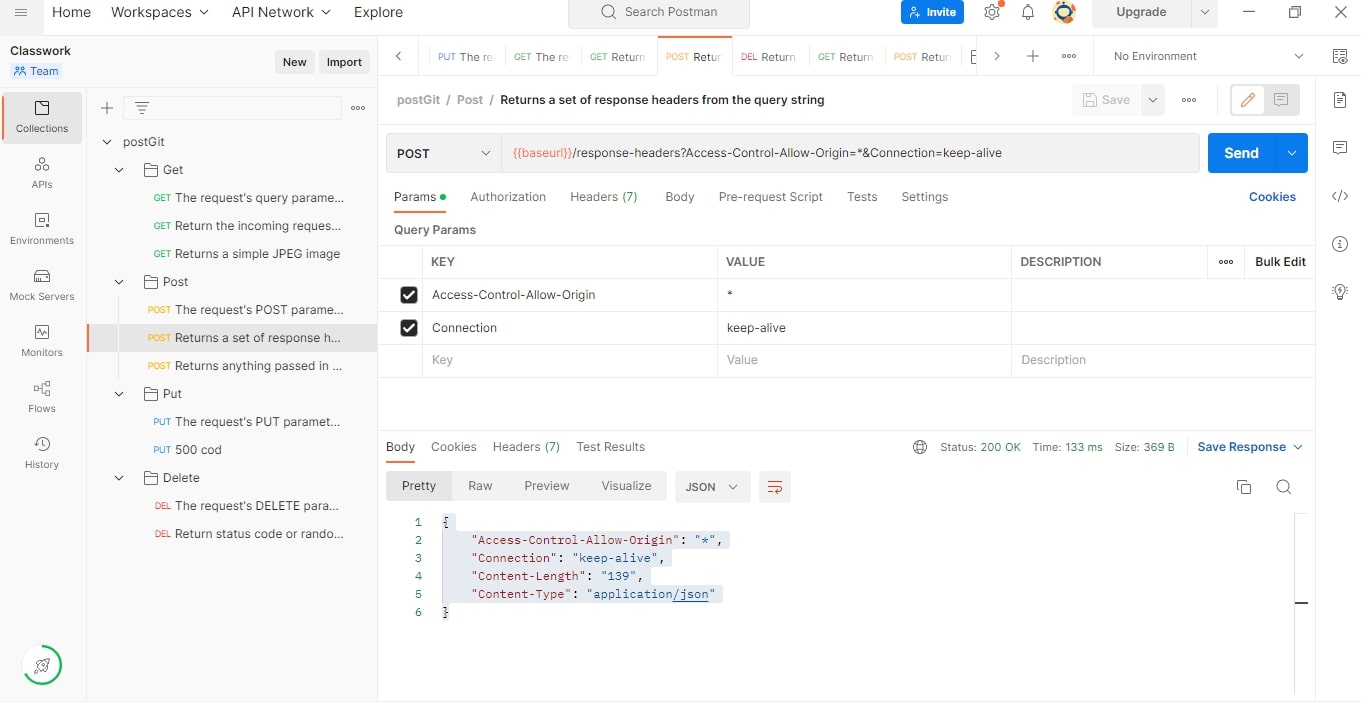 Home Workspaces API Network Explore Search Postman Invite Upgrade
Classwork
Team
New Import
PUT The re GET The re GET Return POST Retur DEL Return GET Return POST Retur No Environment
Collections
APIs
Environments
Mock Servers
Monitors
Flows
History
postGit
Get
GET The request's query parame...
GET Return the incoming reques...
GET Returns a simple JPEG image
Post
POST The request's POST parame...
POST Returns a set of response h...
POST Returns anything passed in ...
Put
PUT The request's PUT paramet...
PUT 500 cod
Delete
DEL The request's DELETE para...
DEL Return status code or rando...
postGit / Post / Returns a set of response headers from the query string
Save
POST {{baseurl}}/response-headers?Access-Control-Allow-Origin=*&Connection=keep-alive Send
Params Authorization Headers (7) Body Pre-request Script Tests Settings Cookies
Query Params
KEY VALUE DESCRIPTION Bulk Edit
Access-Control-Allow-Origin *
Connection keep-alive
Key Value Description
Body Cookies Headers (7) Test Results Status: 200 OK Time: 133 ms Size: 369 B Save Response
Pretty Raw Preview Visualize JSON
1 {
2 "Access-Control-Allow-Origin": "*",
3 "Connection": "keep-alive",
4 "Content-Length": "139",
5 "Content-Type": "application/json"
6 }